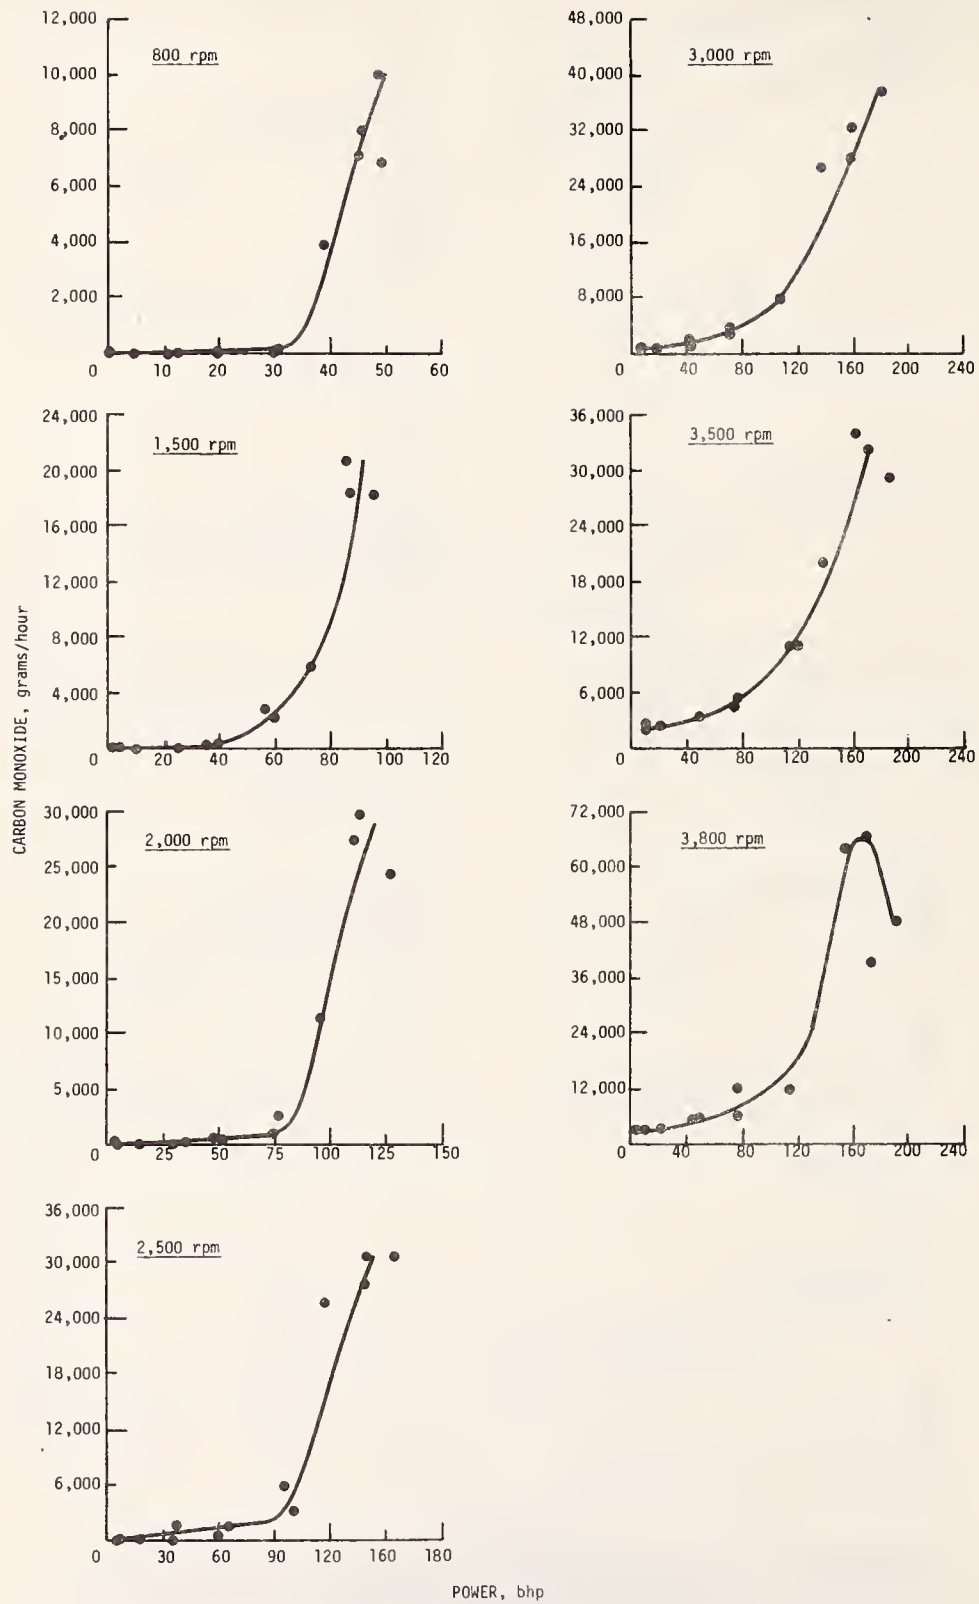 12,000
10,000
8,000
6,000
4,000
2,000
800 rpm
0 10 20 30 40 50 60
48,000
40,000
32,000
24,000
16,000
8,000
3,000 rpm
0 40 80 120 160 200 240
24,000
20,000
16,000
12,000
8,000
4,000
1,500 rpm
0 20 40 60 80 100 120
36,000
30,000
24,000
18,000
12,000
6,000
3,500 rpm
0 40 80 120 160 200 240
CARBON MONOXIDE, grams/hour
30,000
25,000
20,000
15,000
10,000
5,000
2,000 rpm
0 25 50 75 100 125 150
72,000
60,000
48,000
36,000
24,000
12,000
3,800 rpm
0 40 80 120 160 200 240
36,000
30,000
24,000
18,000
12,000
6,000
2,500 rpm
0 30 60 90 120 160 180
POWER, bhp